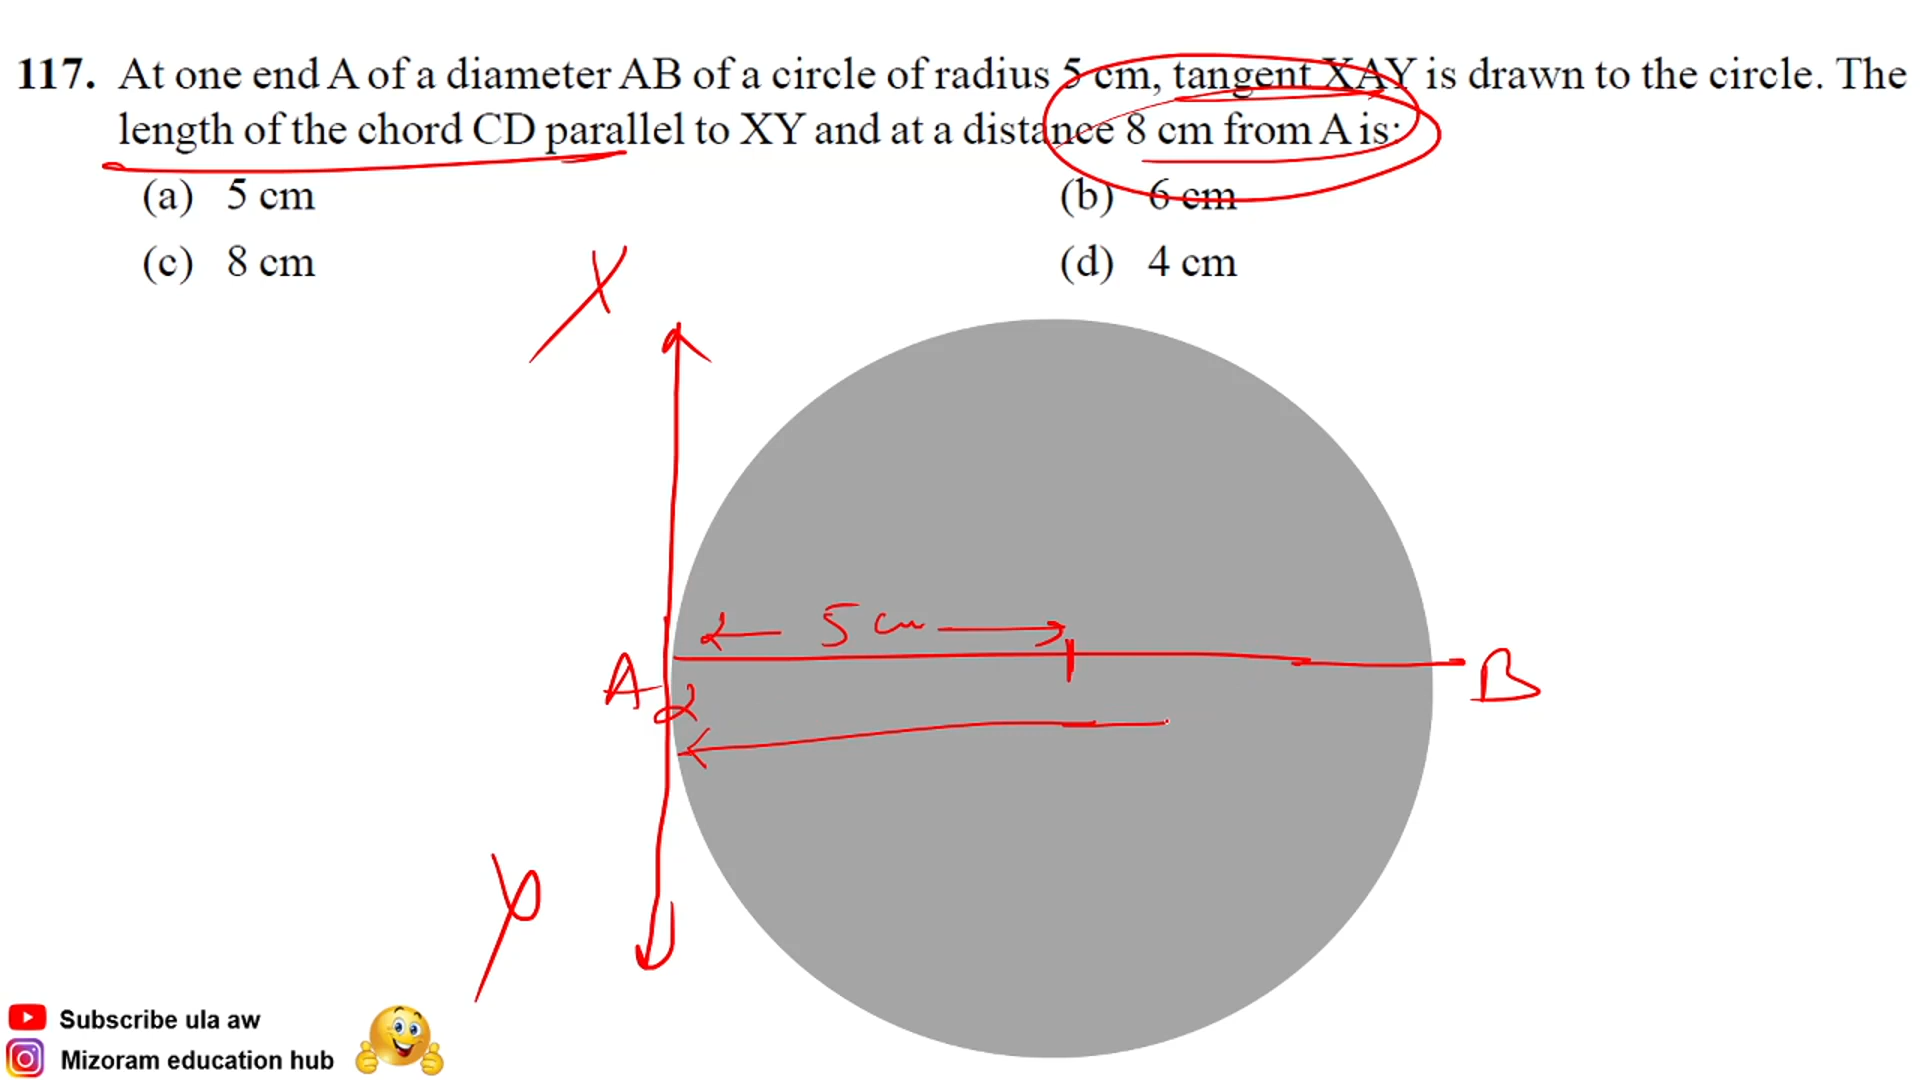 117. At one end A of a diameter AB of a circle of radius 5 cm, tangent XAY is drawn to the circle. The
length of the chord CD parallel to XY and at a distance 8 cm from A is:
(a) 5 cm
(b) 6 cm
(c) 8 cm
(d) 4 cm
X
5 cm
A
B
y
Subscribe ula aw
Mizoram education hub